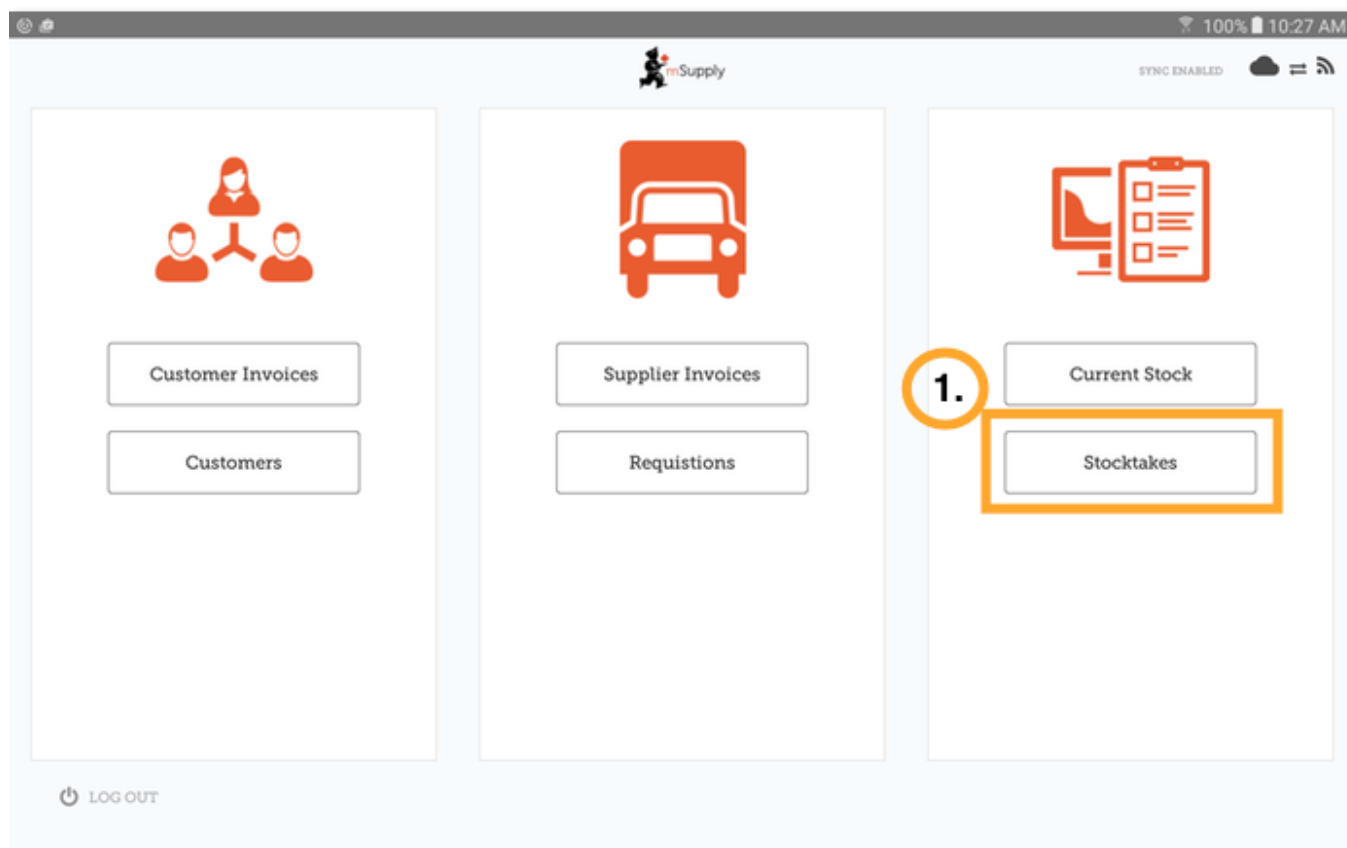 100% 10:27 AM
mSupply
SYNC ENABLED
Customer Invoices
Supplier Invoices
1.
Current Stock
Customers
Requistions
Stocktakes
LOG OUT